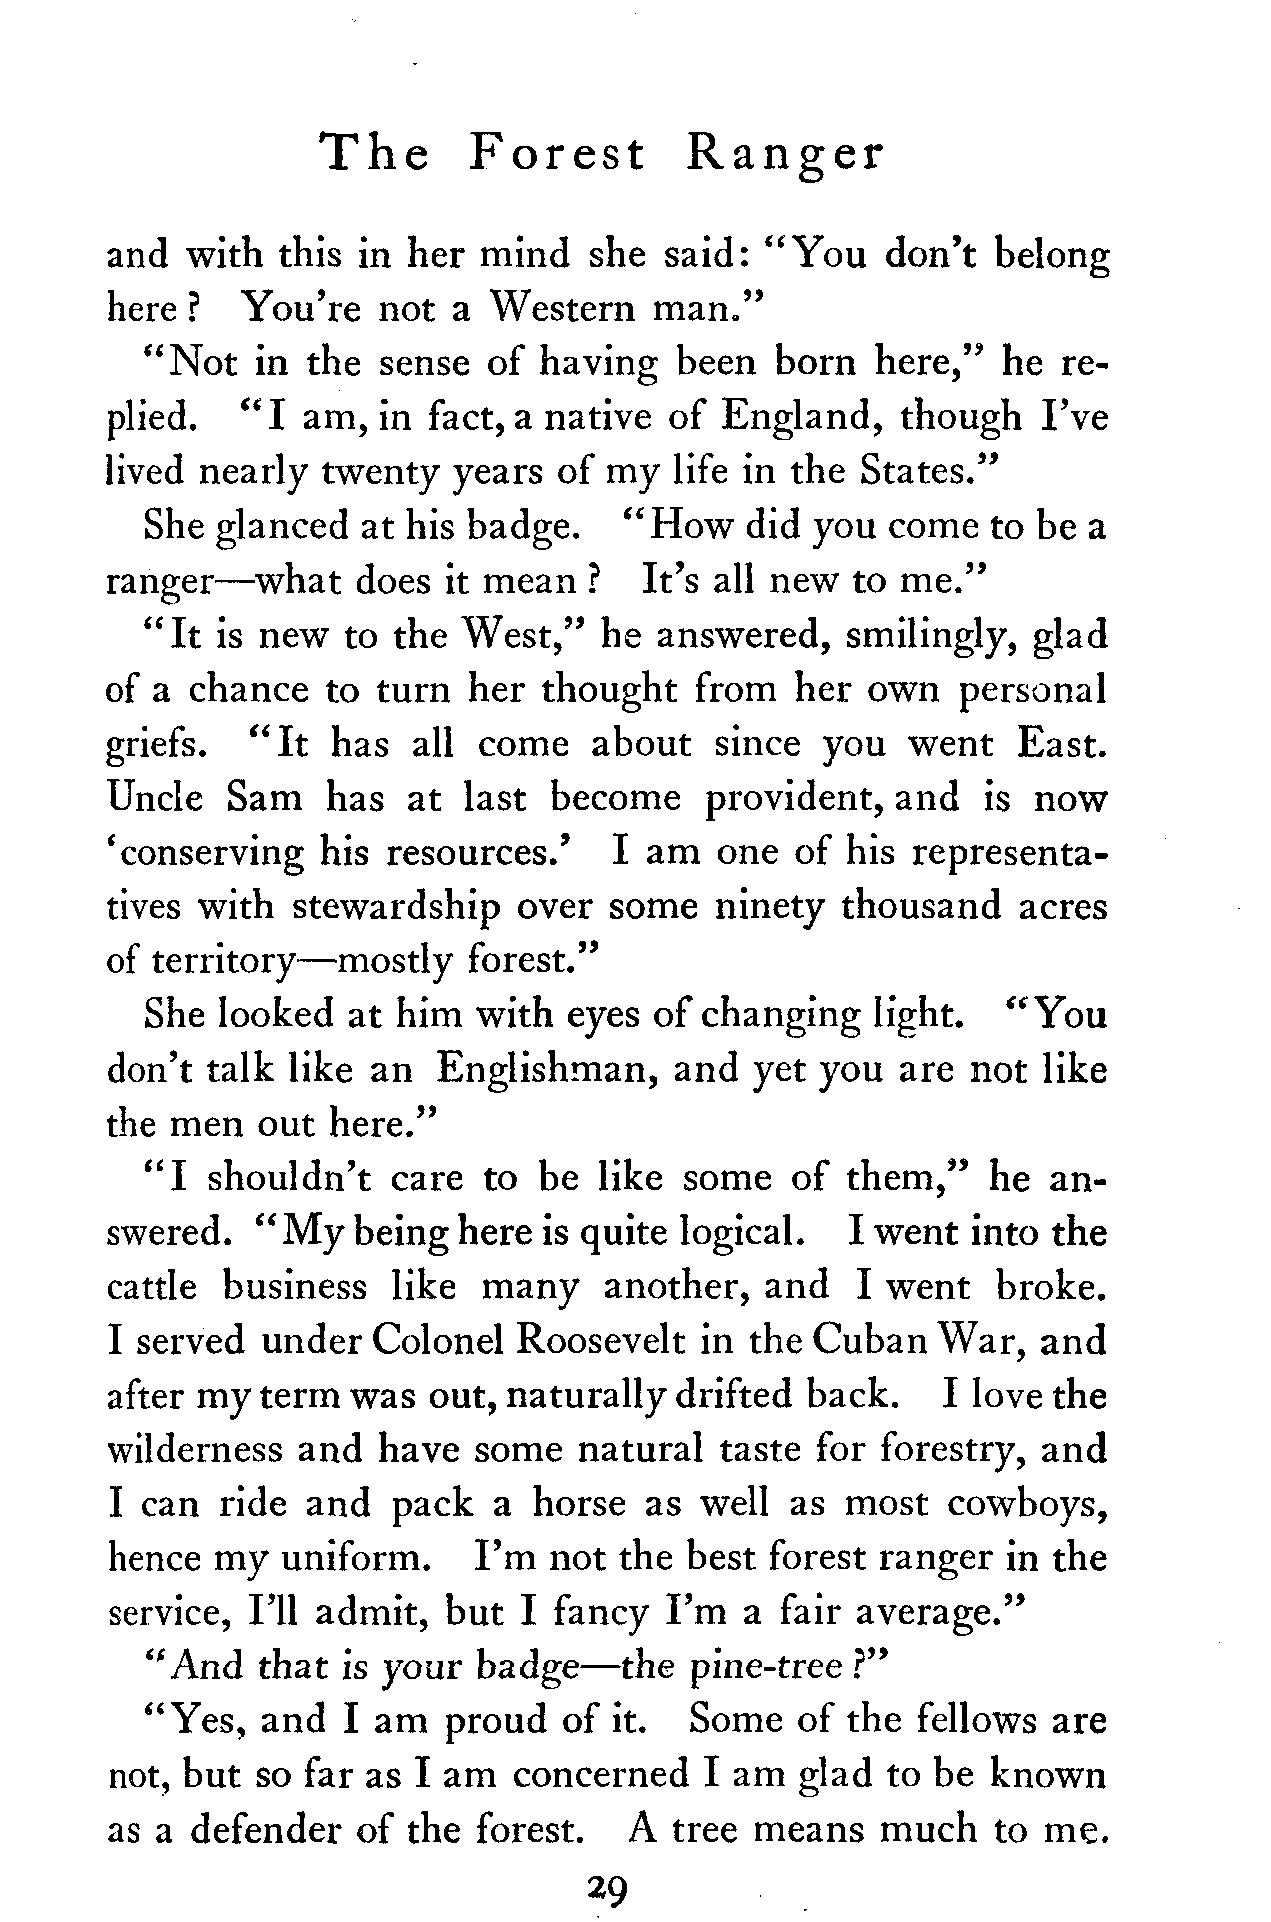 The Forest Ranger
and with this in her mind she said: "You don't belong
here? You're not a Western man."
"Not in the sense of having been born here," he re-
plied. "I am, in fact, a native of England, though I've
lived nearly twenty years of my life in the States."
She glanced at his badge. "How did you come to be a
ranger—what does it mean? It's all new to me."
"It is new to the West," he answered, smilingly, glad
of a chance to turn her thought from her own personal
griefs. "It has all come about since you went East.
Uncle Sam has at last become provident, and is now
'conserving his resources.' I am one of his representa-
tives with stewardship over some ninety thousand acres
of territory—mostly forest."
She looked at him with eyes of changing light. "You
don't talk like an Englishman, and yet you are not like
the men out here."
"I shouldn't care to be like some of them," he an-
swered. "My being here is quite logical. I went into the
cattle business like many another, and I went broke.
I served under Colonel Roosevelt in the Cuban War, and
after my term was out, naturally drifted back. I love the
wilderness and have some natural taste for forestry, and
I can ride and pack a horse as well as most cowboys,
hence my uniform. I'm not the best forest ranger in the
service, I'll admit, but I fancy I'm a fair average."
"And that is your badge—the pine-tree?"
"Yes, and I am proud of it. Some of the fellows are
not, but so far as I am concerned I am glad to be known
as a defender of the forest. A tree means much to me.
29